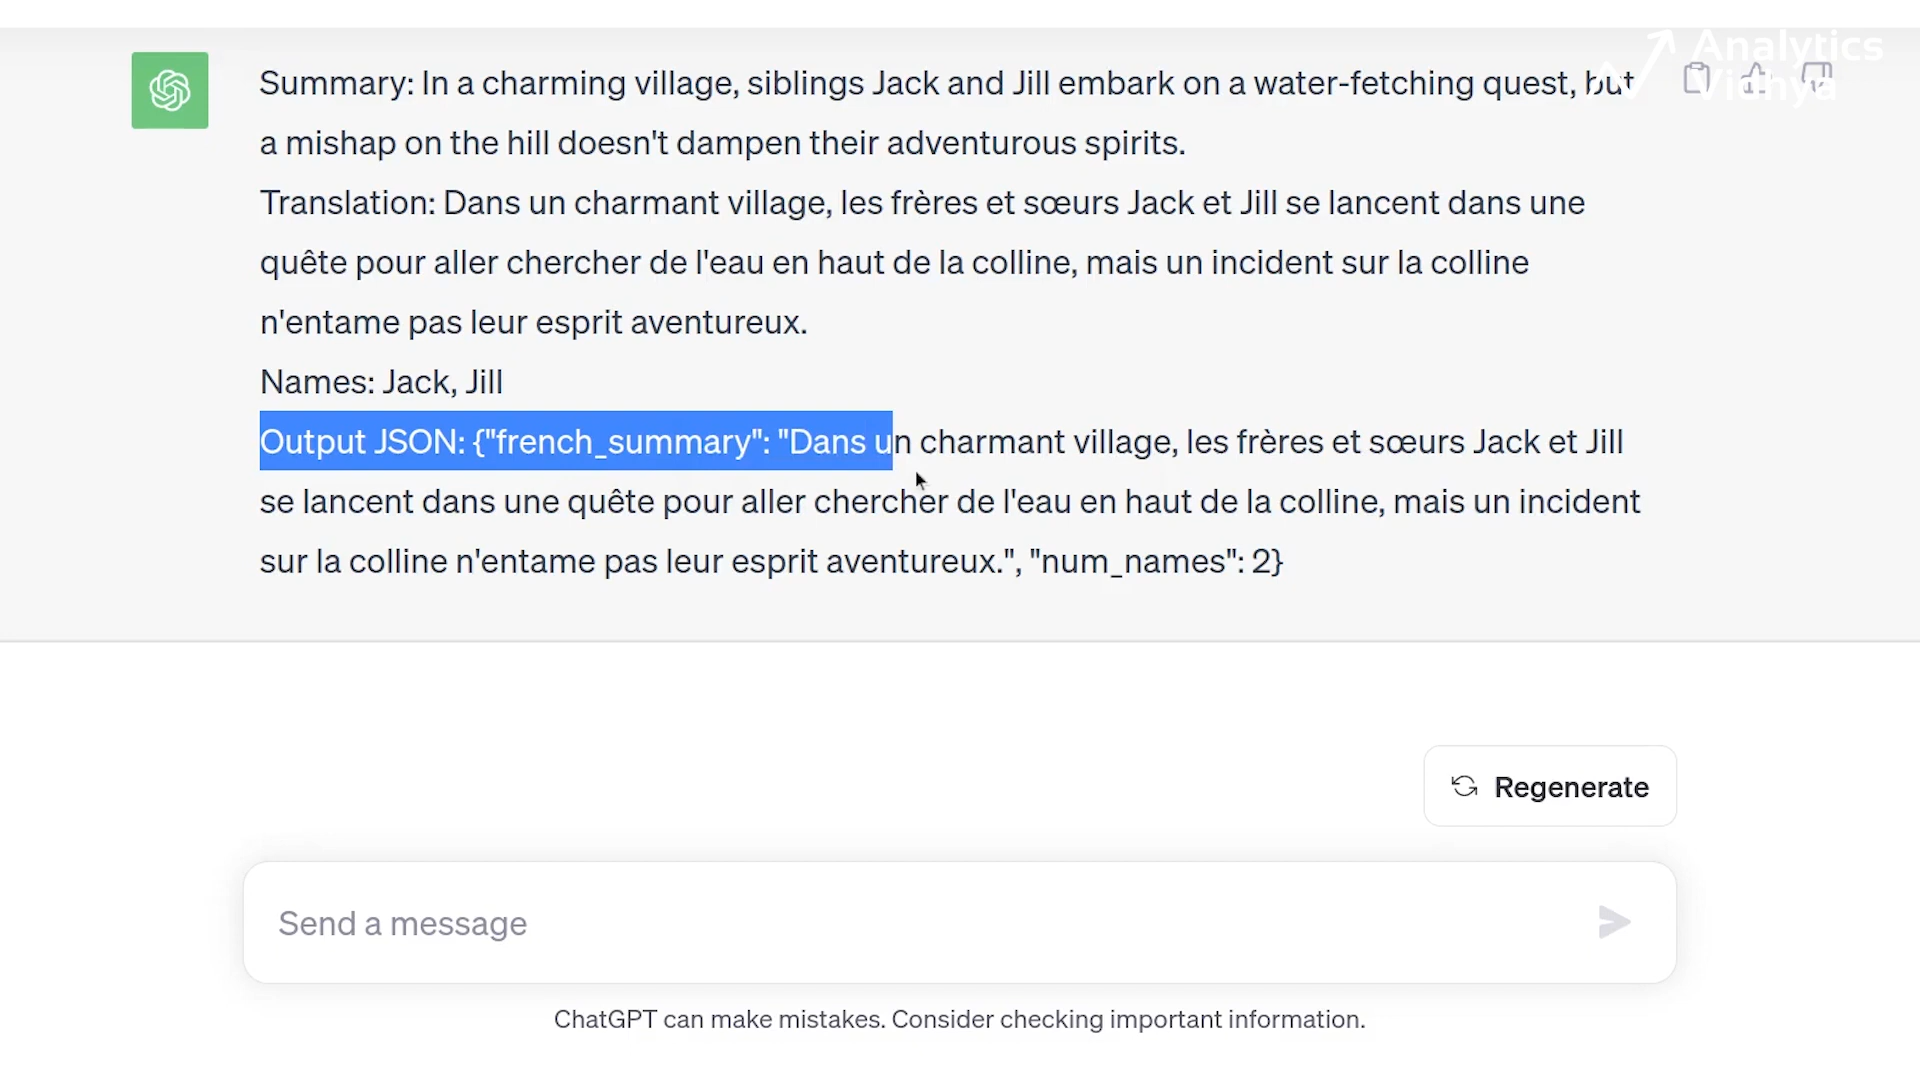 Analytics
Vidhya
Summary: In a charming village, siblings Jack and Jill embark on a water-fetching quest, but
a mishap on the hill doesn't dampen their adventurous spirits.
Translation: Dans un charmant village, les frères et sœurs Jack et Jill se lancent dans une
quête pour aller chercher de l'eau en haut de la colline, mais un incident sur la colline
n'entame pas leur esprit aventureux.
Names: Jack, Jill
Output JSON: {"french_summary": "Dans un charmant village, les frères et sœurs Jack et Jill
se lancent dans une quête pour aller chercher de l'eau en haut de la colline, mais un incident
sur la colline n'entame pas leur esprit aventureux.", "num_names": 2}
Regenerate
Send a message
ChatGPT can make mistakes. Consider checking important information.